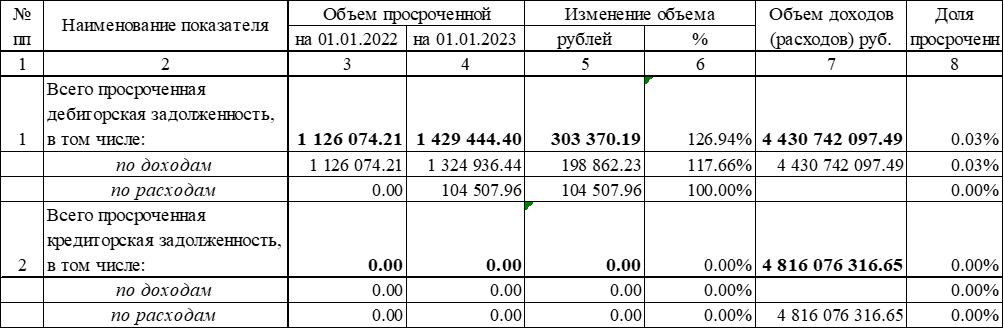 № пп Наименование показателя Объем просроченной Изменение объема Объем доходов (расходов) руб. Доля просроченн
на 01.01.2022 на 01.01.2023 рублей %
1 2 3 4 5 6 7 8
Всего просроченная
дебиторская задолженность,
1 в том числе: 1 126 074.21 1 429 444.40 303 370.19 126.94% 4 430 742 097.49 0.03%
по доходам 1 126 074.21 1 324 936.44 198 862.23 117.66% 4 430 742 097.49 0.03%
по расходам 0.00 104 507.96 104 507.96 100.00% 0.00%
Всего просроченная
кредиторская задолженность,
2 в том числе: 0.00 0.00 0.00 0.00% 4 816 076 316.65 0.00%
по доходам 0.00 0.00 0.00 0.00% 0.00%
по расходам 0.00 0.00 0.00 0.00% 4 816 076 316.65 0.00%